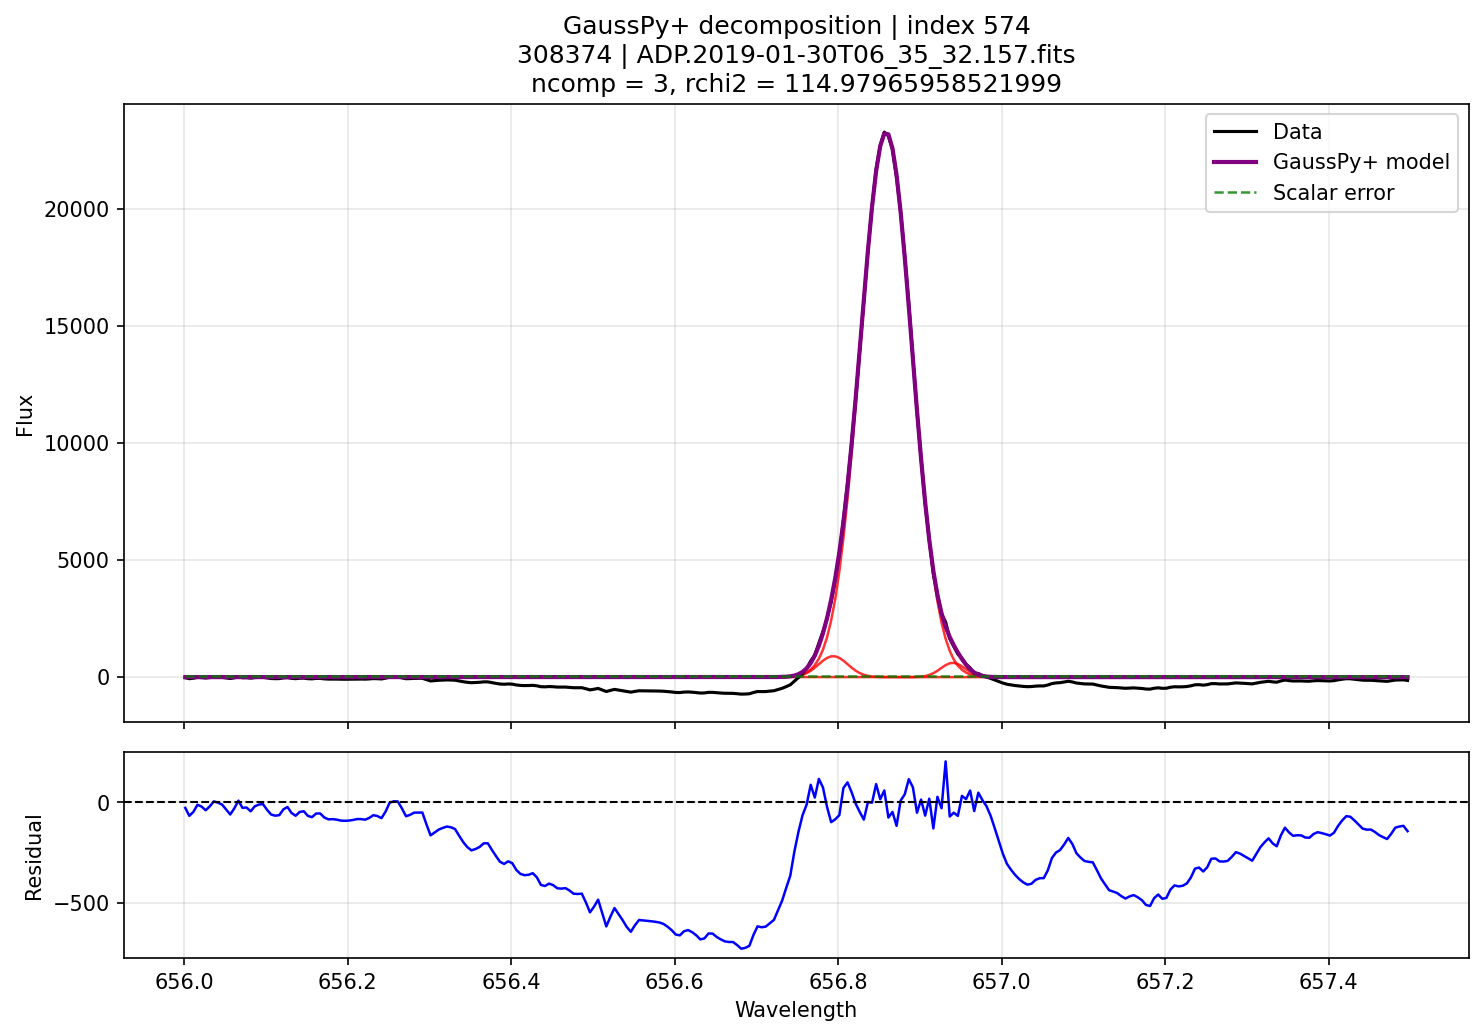 GaussPy+ decomposition | index 574
308374 | ADP.2019-01-30T06_35_32.157.fits
ncomp = 3, rchi2 = 114.97965958521999
Data
GaussPy+ model
Scalar error
Flux
20000
15000
10000
5000
0
Residual
0
−500
656.0 656.2 656.4 656.6 656.8 657.0 657.2 657.4
Wavelength